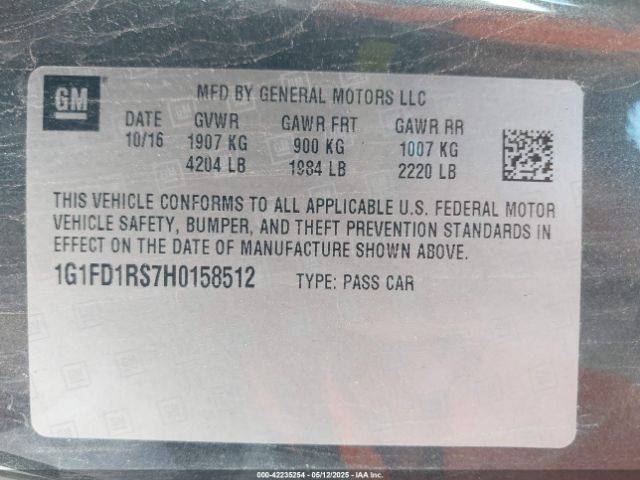 GM
MFD BY GENERAL MOTORS LLC
DATE GVWR GAWR FRT GAWR RR
10/16 1907 KG 900 KG 1007 KG
4204 LB 1984 LB 2220 LB
THIS VEHICLE CONFORMS TO ALL APPLICABLE U.S. FEDERAL MOTOR
VEHICLE SAFETY, BUMPER, AND THEFT PREVENTION STANDARDS IN
EFFECT ON THE DATE OF MANUFACTURE SHOWN ABOVE.
1G1FD1RS7H0158512 TYPE: PASS CAR
000-42235254 - 05/12/2025 - IAAI.COM